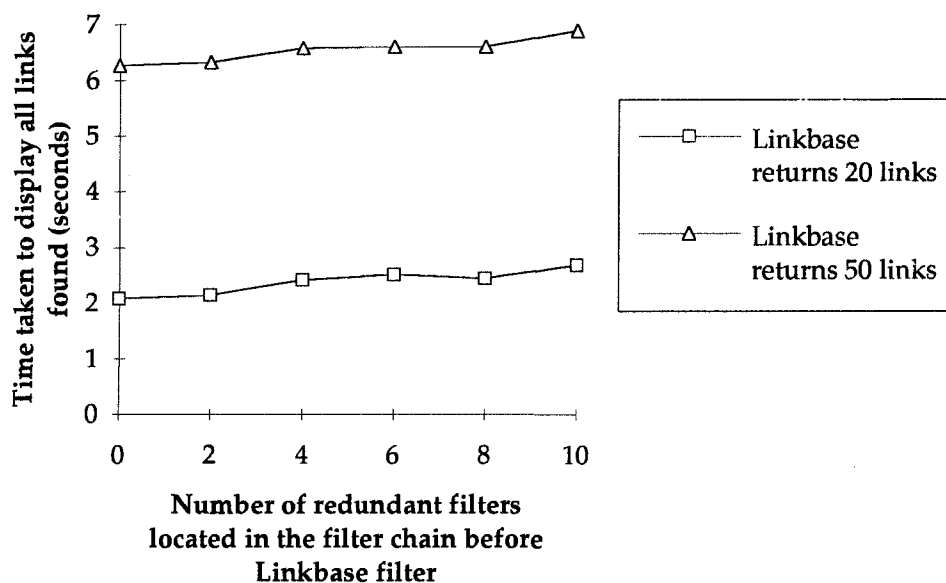 Time taken to display all links
found (seconds)
7
6
5
4
3
2
1
0
0 2 4 6 8 10
Number of redundant filters
located in the filter chain before
Linkbase filter
Linkbase
returns 20 links
Linkbase
returns 50 links